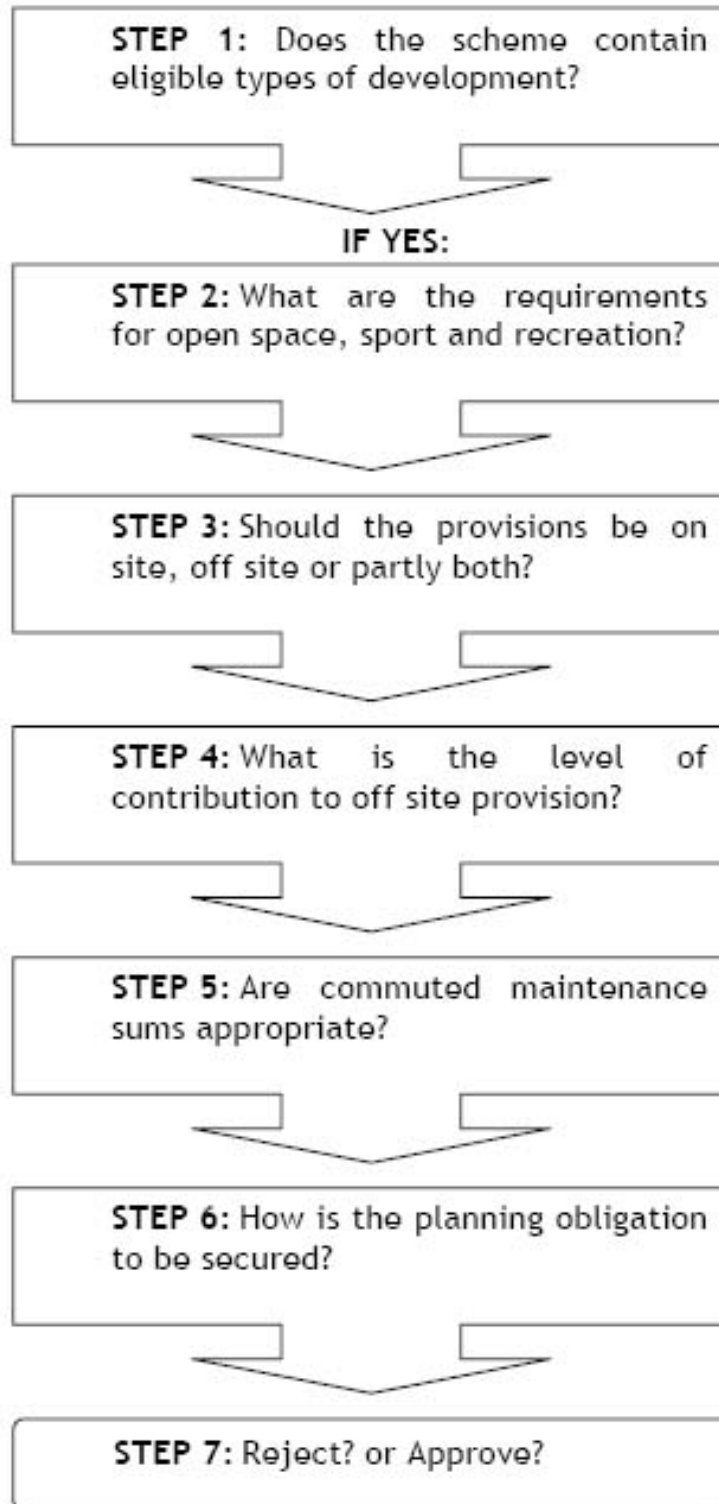 STEP 1: Does the scheme contain
eligible types of development?
IF YES:
STEP 2: What are the requirements
for open space, sport and recreation?
STEP 3: Should the provisions be on
site, off site or partly both?
STEP 4: What is the level of
contribution to off site provision?
STEP 5: Are commuted maintenance
sums appropriate?
STEP 6: How is the planning obligation
to be secured?
STEP 7: Reject? or Approve?